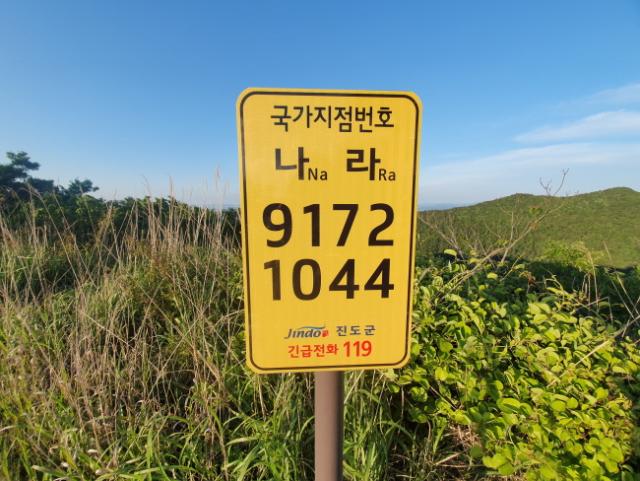 국가지점번호
나Na 라Ra
9172
1044
Jindo 진도군
긴급전화 119